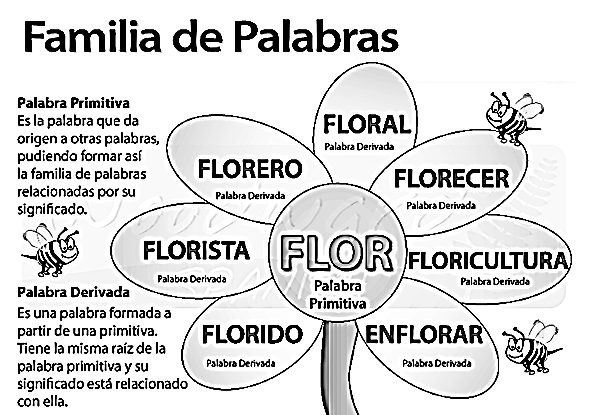 Familia de Palabras
Palabra Primitiva
Es la palabra que da
origen a otras palabras,
pudiendo formar así
la familia de palabras
relacionadas por su
significado.
Palabra Derivada
Es una palabra formada a
partir de una primitiva.
Tiene la misma raíz de la
palabra primitiva y su
significado está relacionado
con ella.
FLORAL
Palabra Derivada
FLORERO
Palabra Derivada
FLORECER
Palabra Derivada
FLORISTA
Palabra Derivada
FLOR
Palabra
Primitiva
FLORICULTURA
Palabra Derivada
FLORIDO
Palabra Derivada
ENFLORAR
Palabra Derivada